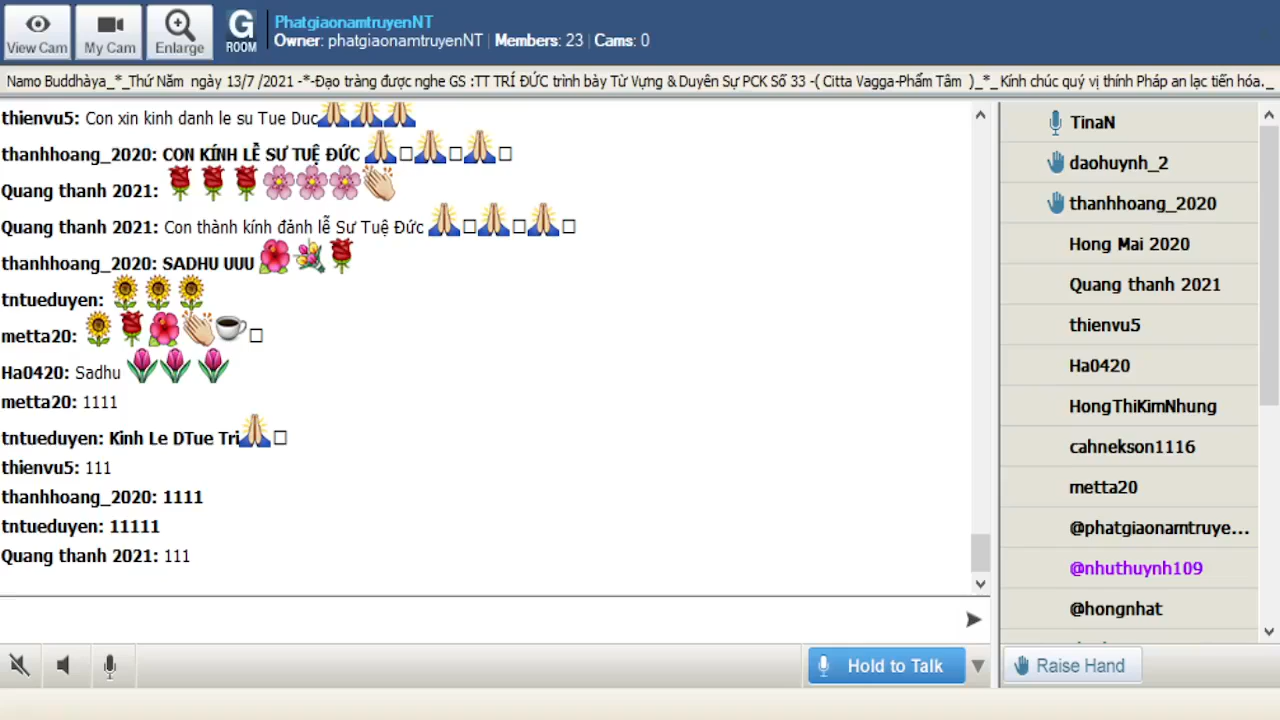 View Cam
My Cam
Enlarge
G
ROOM
PhatgiaonamtruyenNT
Owner: phatgiaonamtruyenNT | Members: 23 | Cams: 0
Namo Buddhàya_*_Thứ Năm ngày 13/7 /2021 -*-Đạo tràng được nghe GS :TT TRÍ ĐỨC trình bày Từ Vựng & Duyên Sự PCK Số 33 -( Citta Vagga-Phẩm Tâm )_*_ Kính chúc quý vị thính Pháp an lạc tiến hóa._
thienvu5: Con xin kinh danh le su Tue Duc
thanhhoang_2020: CON KÍNH LỄ SƯ TUỆ ĐỨC
Quang thanh 2021:
Quang thanh 2021: Con thành kính đảnh lễ Sư Tuệ Đức
thanhhoang_2020: SADHU UUU
tntueduyen:
metta20:
Ha0420: Sadhu
metta20: 1111
tntueduyen: Kinh Le DTue Tri
thienvu5: 111
thanhhoang_2020: 1111
tntueduyen: 11111
Quang thanh 2021: 111
Hold to Talk
TinaN
daohuynh_2
thanhhoang_2020
Hong Mai 2020
Quang thanh 2021
thienvu5
Ha0420
HongThiKimNhung
cahnekson1116
metta20
@phatgiaonamtruye...
@nhuthuynh109
@hongnhat
Raise Hand